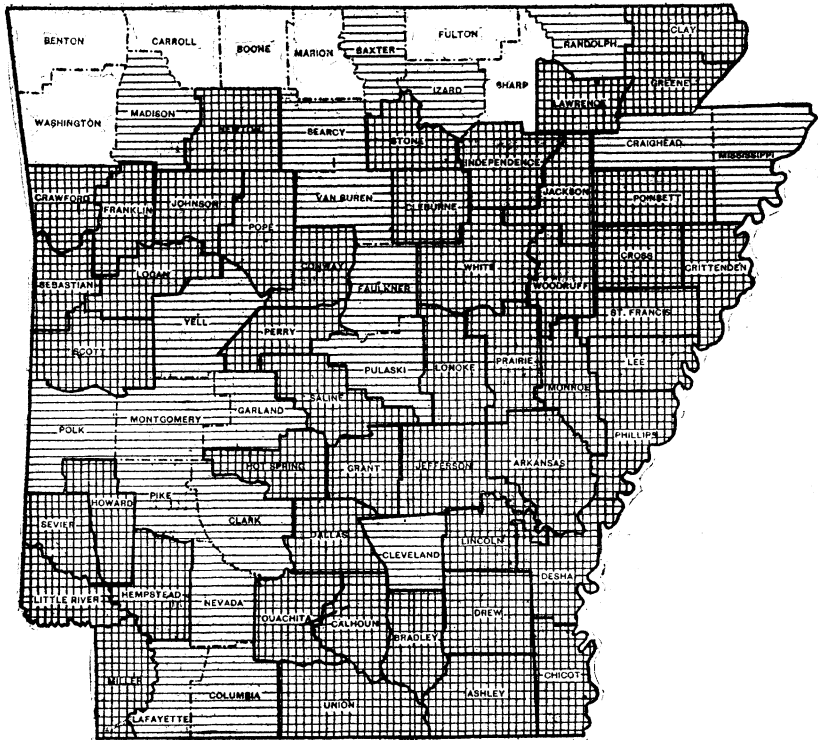 BENTON
CARROLL
BOONE
MARION
BAXTER
FULTON
RANDOLPH
CLAY
IZARD
SHARP
LAWRENCE
GREENE
WASHINGTON
MADISON
NEWTON
SEARCY
STONE
INDEPENDENCE
CRAIGHEAD
MISSISSIPPI
CRAWFORD
FRANKLIN
JOHNSON
POPE
VAN BUREN
CLEBURNE
JACKSON
POINSETT
SEBASTIAN
LOGAN
CONWAY
FAULKNER
WHITE
WOODRUFF
CROSS
CRITTENDEN
ST. FRANCIS
SCOTT
YELL
PERRY
PULASKI
LONOKE
PRAIRIE
MONROE
LEE
PHILLIPS
POLK
MONTGOMERY
GARLAND
SALINE
HOT SPRING
GRANT
JEFFERSON
ARKANSAS
SEVIER
HOWARD
PIKE
CLARK
DALLAS
CLEVELAND
LINCOLN
DESHA
LITTLE RIVER
HEMPSTEAD
NEVADA
OUACHITA
CALHOUN
BRADLEY
DREW
MILLER
LAFAYETTE
COLUMBIA
UNION
ASHLEY
CHICOT